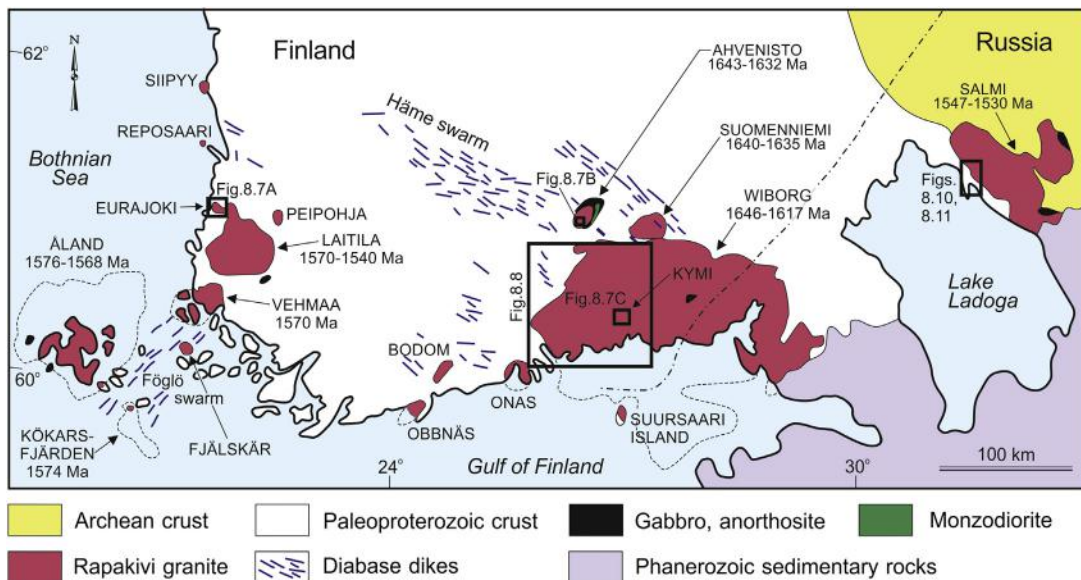 62°
N
S
Finland
Russia
SIIPYY
REPOSAARI
Bothnian
Sea
Häme swarm
AHVENISTO
1643-1632 Ma
SUOMENNIEMI
1640-1635 Ma
SALMI
1547-1530 Ma
Fig.8.7A
Fig.8.7B
EURAJOKI
PEIPOHJA
WIBORG
1646-1617 Ma
Figs.
8.10,
8.11
ÅLAND
1576-1568 Ma
LAITILA
1570-1540 Ma
VEHMAA
1570 Ma
Fig.8.8
Fig.8.7C
KYMI
Lake
Ladoga
60°
Föglö
swarm
BODOM
ONAS
OBBNÄS
SUURSAARI
ISLAND
KÖKARS-
FJÄRDEN
1574 Ma
FJÄLSKÄR
Gulf of Finland
24°
30°
100 km
Archean crust
Paleoproterozoic crust
Gabbro, anorthosite
Monzodiorite
Rapakivi granite
Diabase dikes
Phanerozoic sedimentary rocks